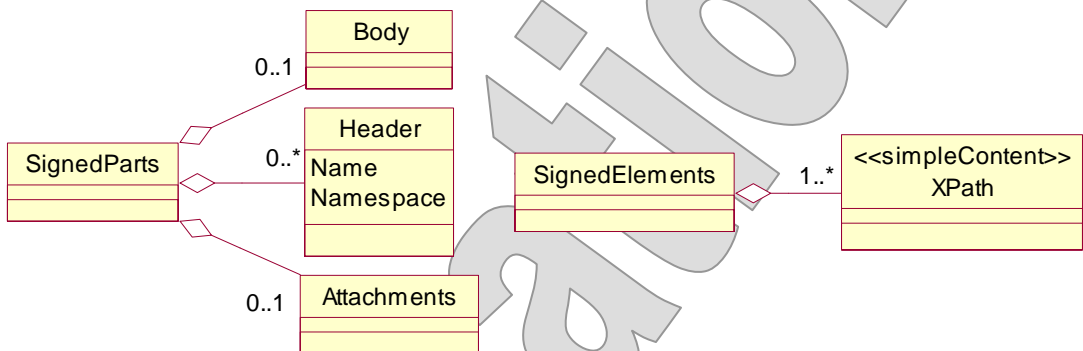 Body
0..1
Header
Name
Namespace
0..*
SignedParts
Attachments
0..1
SignedElements
1..*
<<simpleContent>>
XPath